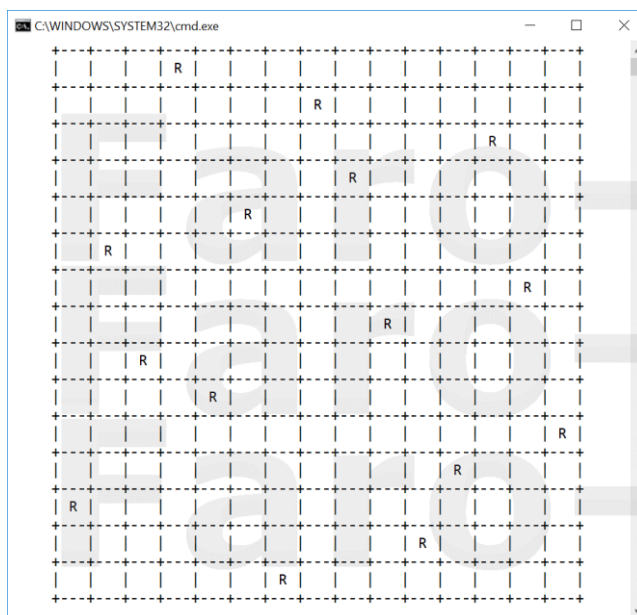 C:\WINDOWS\SYSTEM32\cmd.exe
+---+---+---+---+---+---+---+---+---+---+---+---+---+---+---+
|   |   |   | R |   |   |   |   |   |   |   |   |   |   |   |
+---+---+---+---+---+---+---+---+---+---+---+---+---+---+---+
|   |   |   |   |   |   |   | R |   |   |   |   |   |   |   |
+---+---+---+---+---+---+---+---+---+---+---+---+---+---+---+
|   |   |   |   |   |   |   |   |   |   |   |   | R |   |   |
+---+---+---+---+---+---+---+---+---+---+---+---+---+---+---+
|   |   |   |   |   |   |   |   | R |   |   |   |   |   |   |
+---+---+---+---+---+---+---+---+---+---+---+---+---+---+---+
|   |   |   |   |   | R |   |   |   |   |   |   |   |   |   |
+---+---+---+---+---+---+---+---+---+---+---+---+---+---+---+
|   | R |   |   |   |   |   |   |   |   |   |   |   |   |   |
+---+---+---+---+---+---+---+---+---+---+---+---+---+---+---+
|   |   |   |   |   |   |   |   |   |   |   |   |   | R |   |
+---+---+---+---+---+---+---+---+---+---+---+---+---+---+---+
|   |   |   |   |   |   |   |   |   | R |   |   |   |   |   |
+---+---+---+---+---+---+---+---+---+---+---+---+---+---+---+
|   |   | R |   |   |   |   |   |   |   |   |   |   |   |   |
+---+---+---+---+---+---+---+---+---+---+---+---+---+---+---+
|   |   |   |   | R |   |   |   |   |   |   |   |   |   |   |
+---+---+---+---+---+---+---+---+---+---+---+---+---+---+---+
|   |   |   |   |   |   |   |   |   |   |   |   |   |   | R |
+---+---+---+---+---+---+---+---+---+---+---+---+---+---+---+
|   |   |   |   |   |   |   |   |   |   |   | R |   |   |   |
+---+---+---+---+---+---+---+---+---+---+---+---+---+---+---+
| R |   |   |   |   |   |   |   |   |   |   |   |   |   |   |
+---+---+---+---+---+---+---+---+---+---+---+---+---+---+---+
|   |   |   |   |   |   |   |   |   |   | R |   |   |   |   |
+---+---+---+---+---+---+---+---+---+---+---+---+---+---+---+
|   |   |   |   |   |   | R |   |   |   |   |   |   |   |   |
+---+---+---+---+---+---+---+---+---+---+---+---+---+---+---+
Faro-
Faro-
Faro-